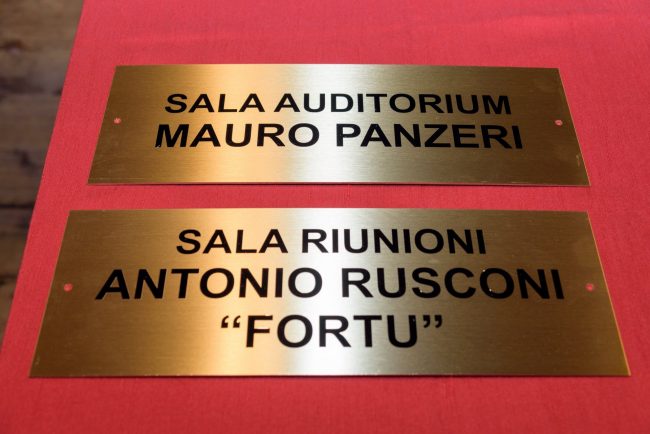 SALA AUDITORIUM
MAURO PANZERI
SALA RIUNIONI
ANTONIO RUSCONI
“FORTU”